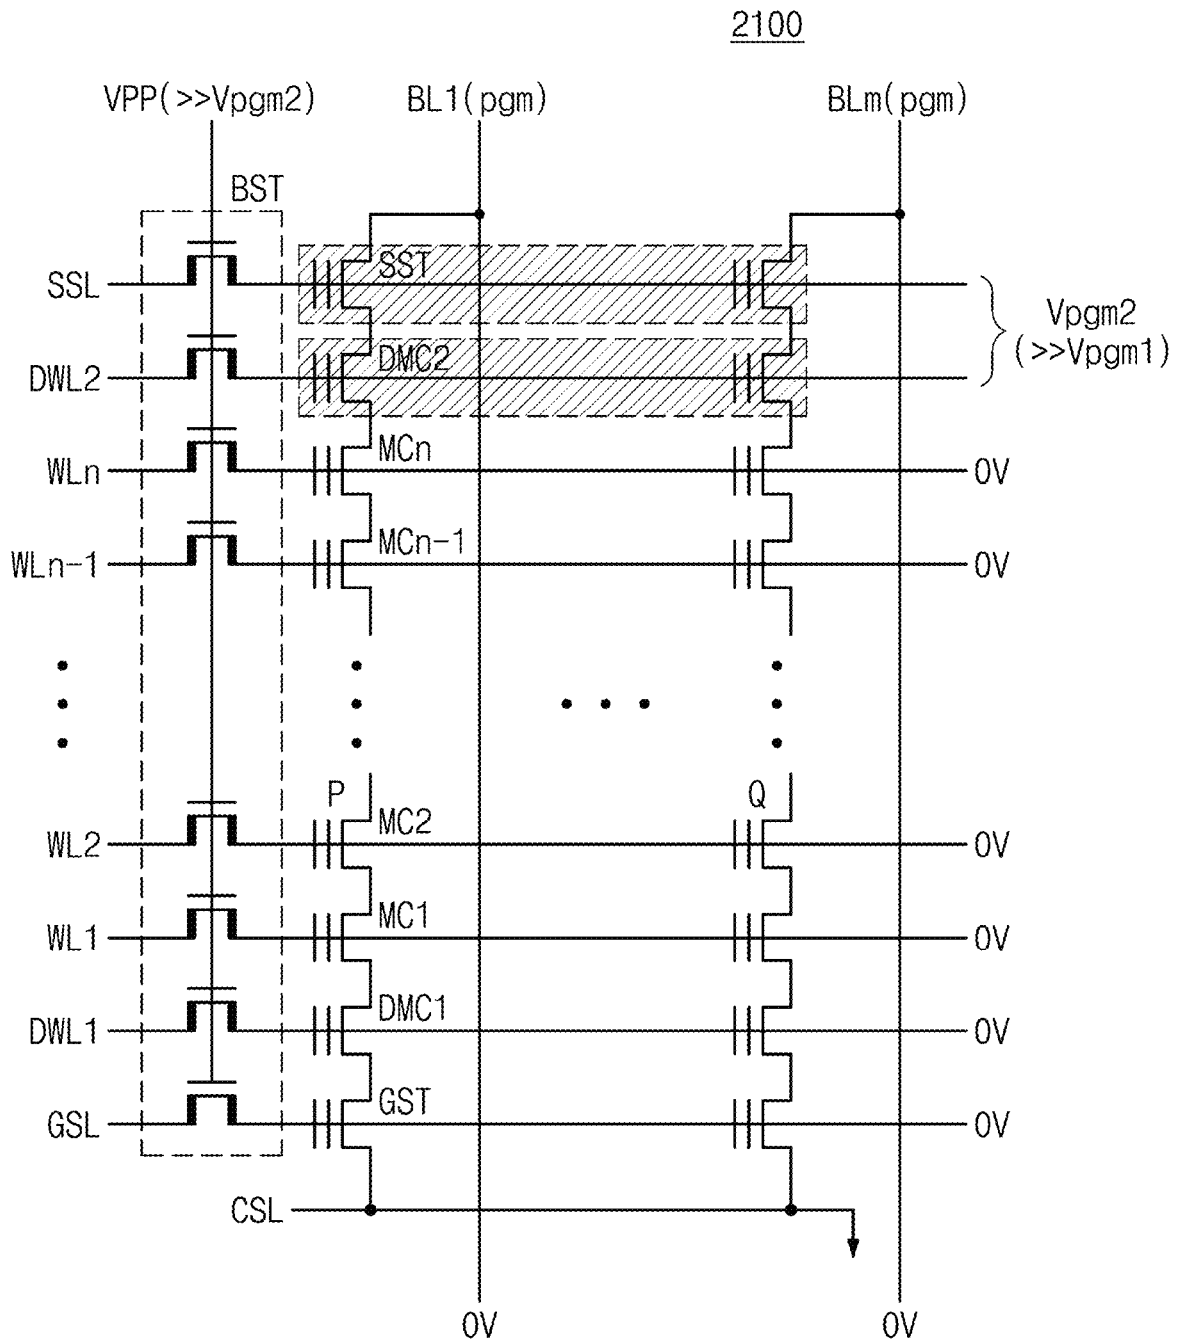 2100
VPP(>>Vpgm2) BL1(pgm) BLm(pgm)
BST
SSL SST
Vpgm2
(>>Vpgm1)
DWL2 DMC2
WLn MCn 0V
WLn-1 MCn-1 0V
P Q
WL2 MC2 0V
WL1 MC1 0V
DWL1 DMC1 0V
GSL GST 0V
CSL
0V 0V